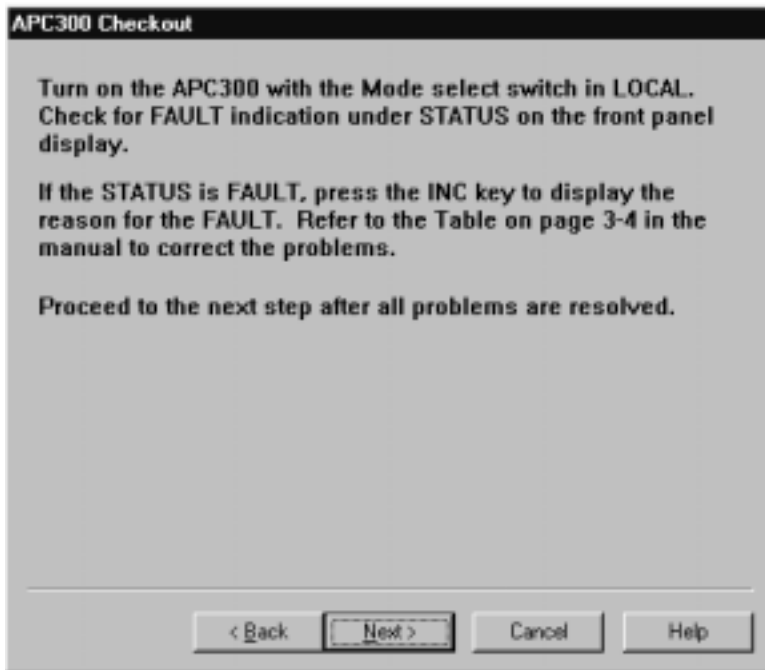 APC300 Checkout
Turn on the APC300 with the Mode select switch in LOCAL.
Check for FAULT indication under STATUS on the front panel
display.
If the STATUS is FAULT, press the INC key to display the
reason for the FAULT.  Refer to the Table on page 3-4 in the
manual to correct the problems.
Proceed to the next step after all problems are resolved.
< Back Next > Cancel Help